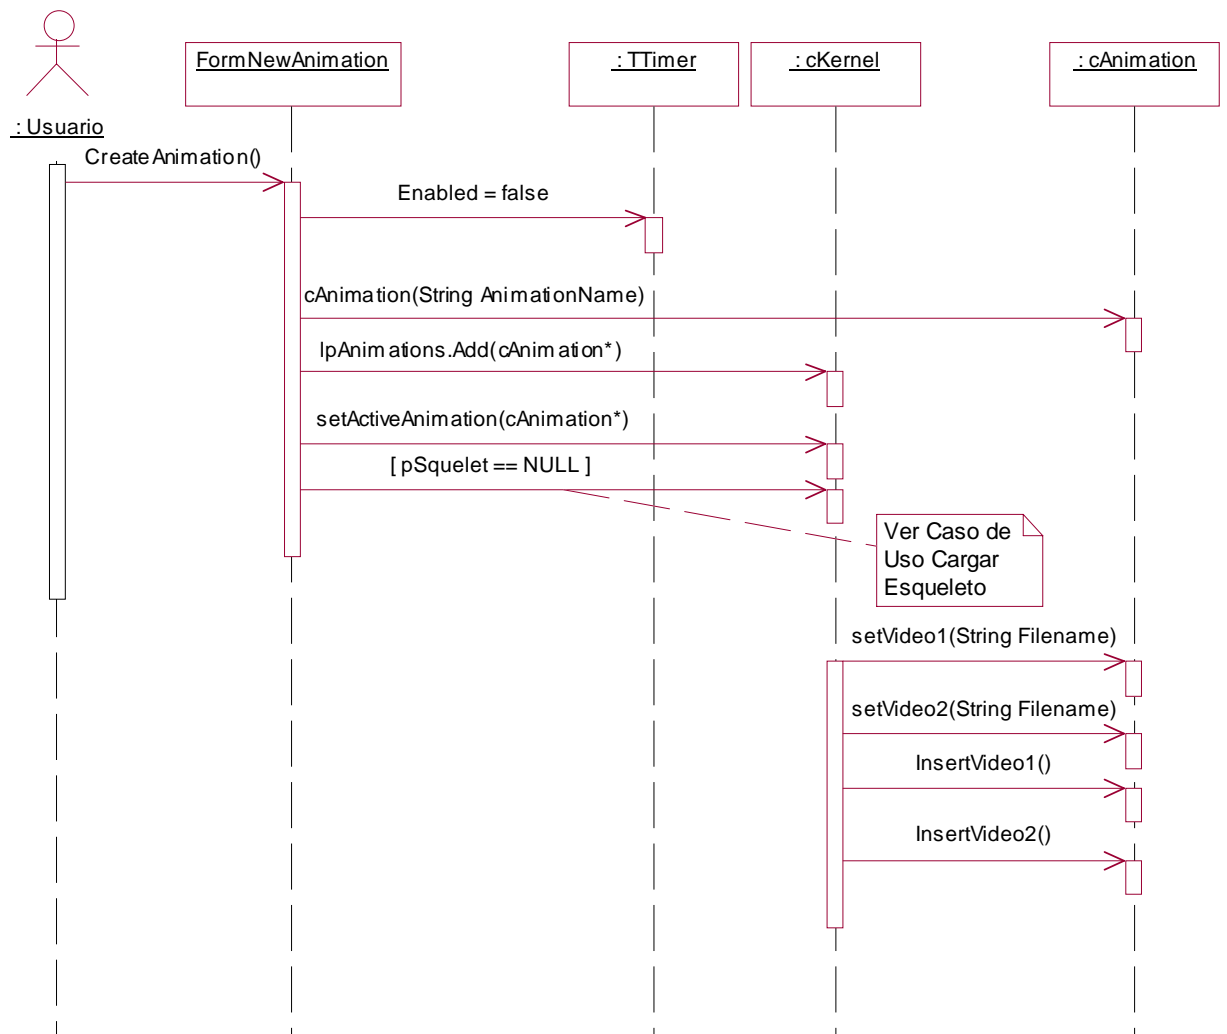 FormNewAnimation
: TTimer
: cKernel
: cAnimation
: Usuario
CreateAnimation()
Enabled = false
cAnimation(String AnimationName)
lpAnimations.Add(cAnimation*)
setActiveAnimation(cAnimation*)
[ pSquelet == NULL ]
Ver Caso de
Uso Cargar
Esqueleto
setVideo1(String Filename)
setVideo2(String Filename)
InsertVideo1()
InsertVideo2()